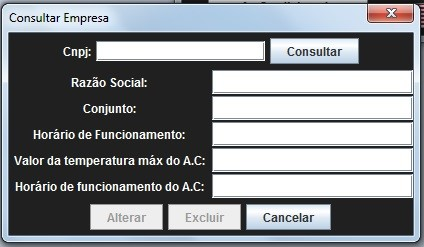 Consultar Empresa
Cnpj: Consultar
Razão Social:
Conjunto:
Horário de Funcionamento:
Valor da temperatura máx do A.C:
Horário de funcionamento do A.C:
Alterar Excluir Cancelar